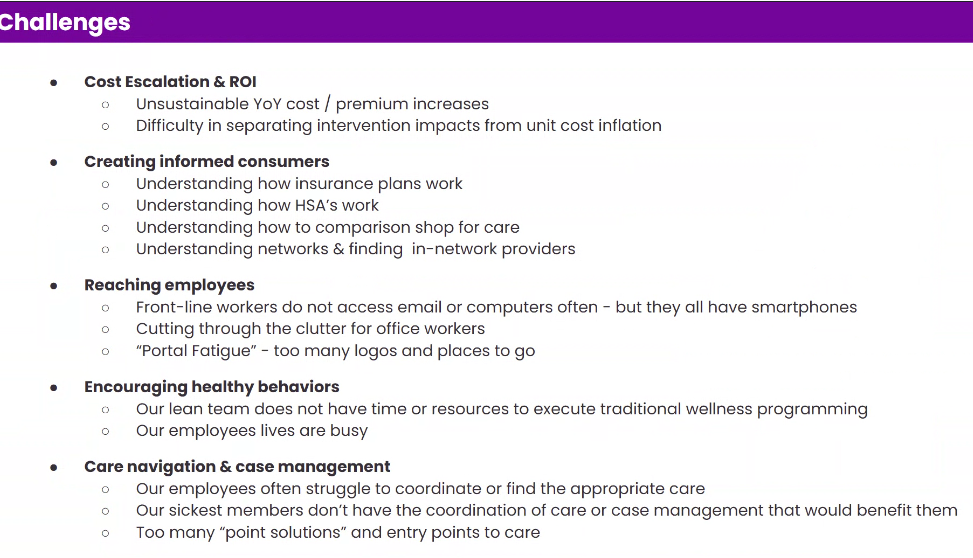 Challenges
● Cost Escalation & ROI
○ Unsustainable YoY cost / premium increases
○ Difficulty in separating intervention impacts from unit cost inflation
● Creating informed consumers
○ Understanding how insurance plans work
○ Understanding how HSA's work
○ Understanding how to comparison shop for care
○ Understanding networks & finding in-network providers
● Reaching employees
○ Front-line workers do not access email or computers often - but they all have smartphones
○ Cutting through the clutter for office workers
○ “Portal Fatigue” - too many logos and places to go
● Encouraging healthy behaviors
○ Our lean team does not have time or resources to execute traditional wellness programming
○ Our employees lives are busy
● Care navigation & case management
○ Our employees often struggle to coordinate or find the appropriate care
○ Our sickest members don’t have the coordination of care or case management that would benefit them
○ Too many “point solutions” and entry points to care